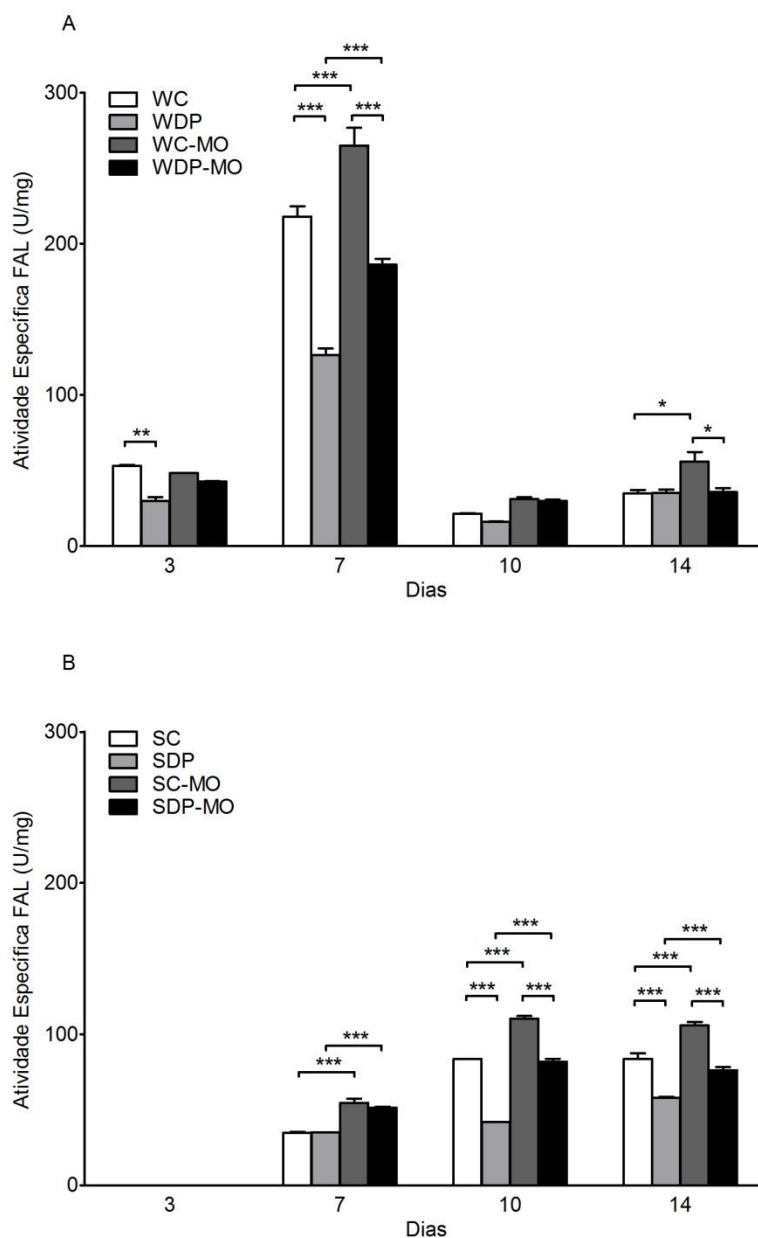 A
Atividade Específica FAL (U/mg)
300
200
100
0
WC
WDP
WC-MO
WDP-MO
**
***
***
***
***
*
*
3 7 10 14
Dias
B
Atividade Específica FAL (U/mg)
300
200
100
0
SC
SDP
SC-MO
SDP-MO
***
***
***
***
***
***
***
***
***
***
3 7 10 14
Dias